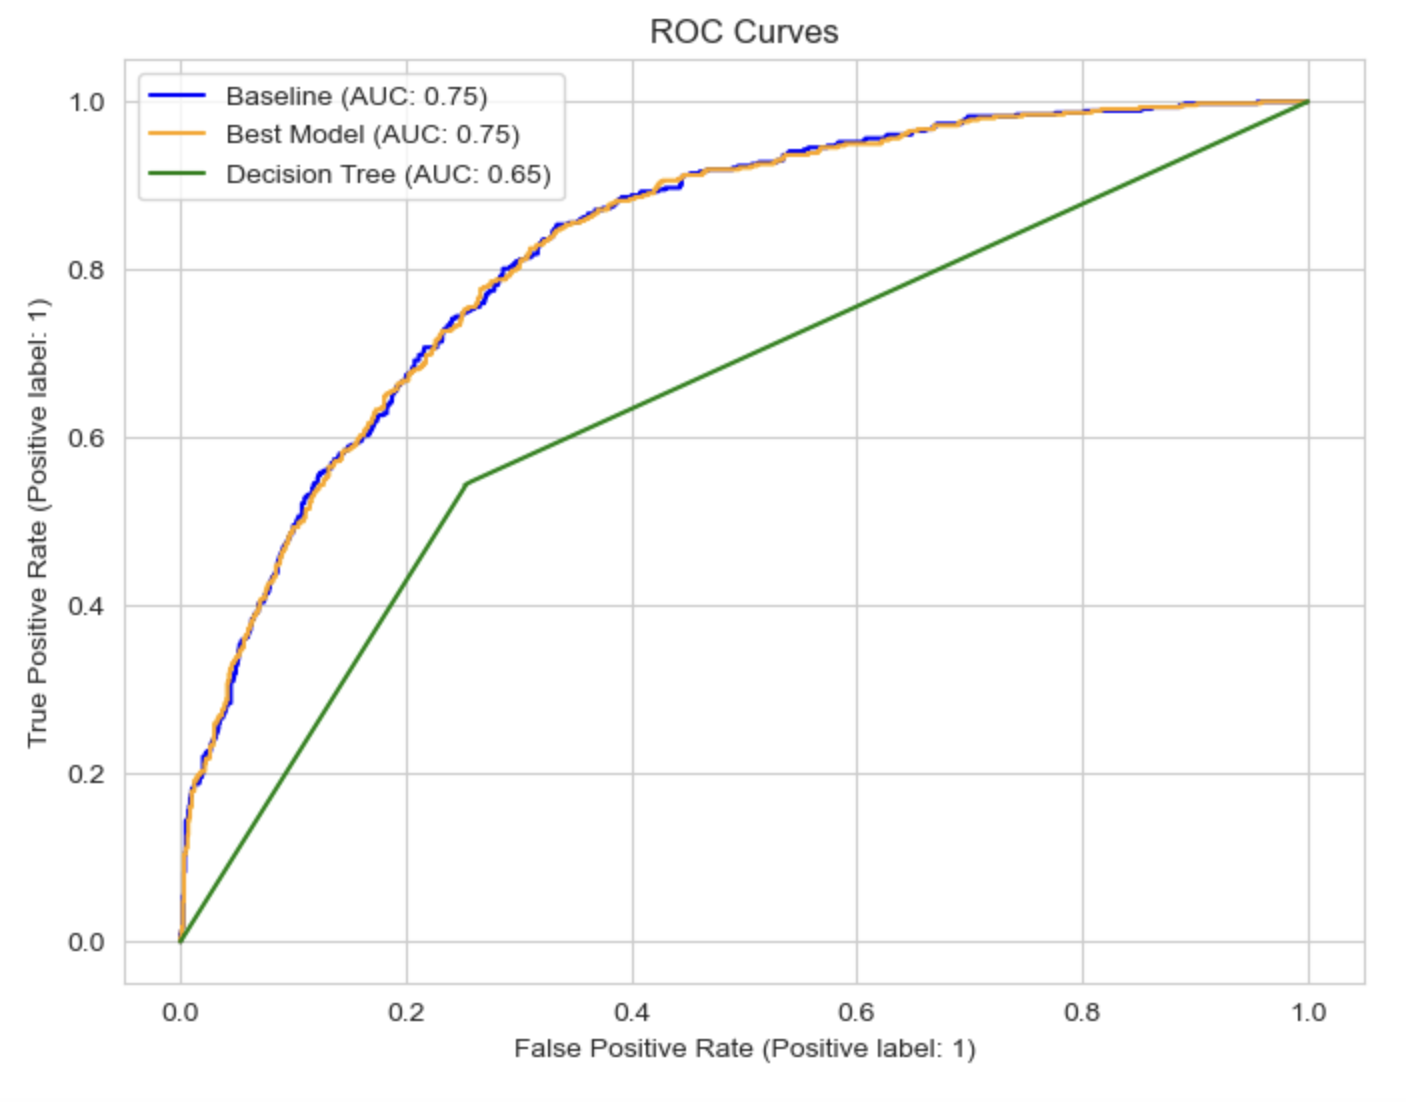 ROC Curves
Baseline (AUC: 0.75)
Best Model (AUC: 0.75)
Decision Tree (AUC: 0.65)
True Positive Rate (Positive label: 1)
1.0
0.8
0.6
0.4
0.2
0.0
0.0 0.2 0.4 0.6 0.8 1.0
False Positive Rate (Positive label: 1)